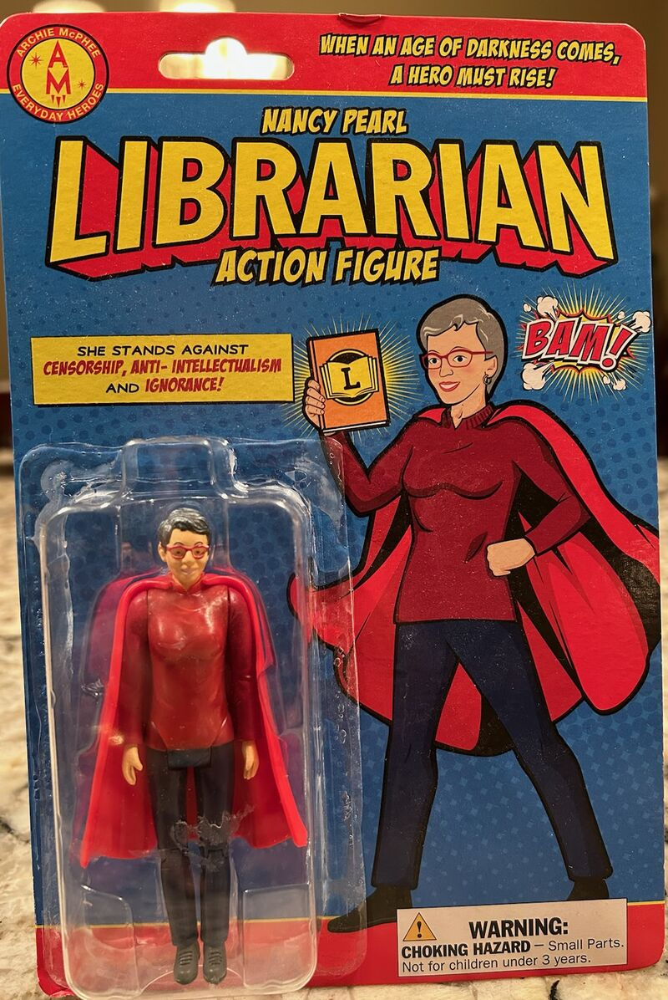 ARCHIE McPHEE
AM
EVERYDAY HEROES
WHEN AN AGE OF DARKNESS COMES,
A HERO MUST RISE!
NANCY PEARL
LIBRARIAN
ACTION FIGURE
SHE STANDS AGAINST
CENSORSHIP, ANTI- INTELLECTUALISM
AND IGNORANCE!
L
BAM!
WARNING:
CHOKING HAZARD — Small Parts.
Not for children under 3 years.